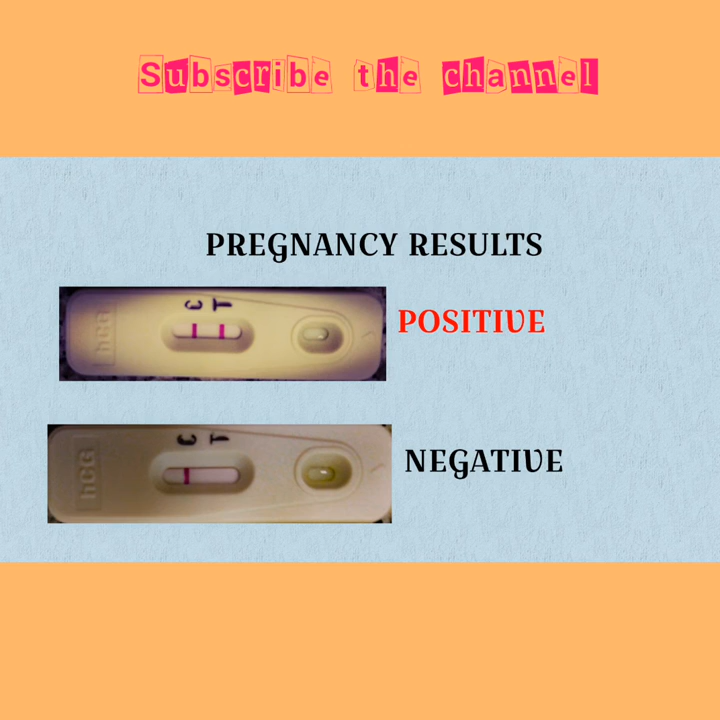 Subscribe the channel
PREGNANCY RESULTS
C T
hCG
POSITIVE
C T
hCG
NEGATIVE